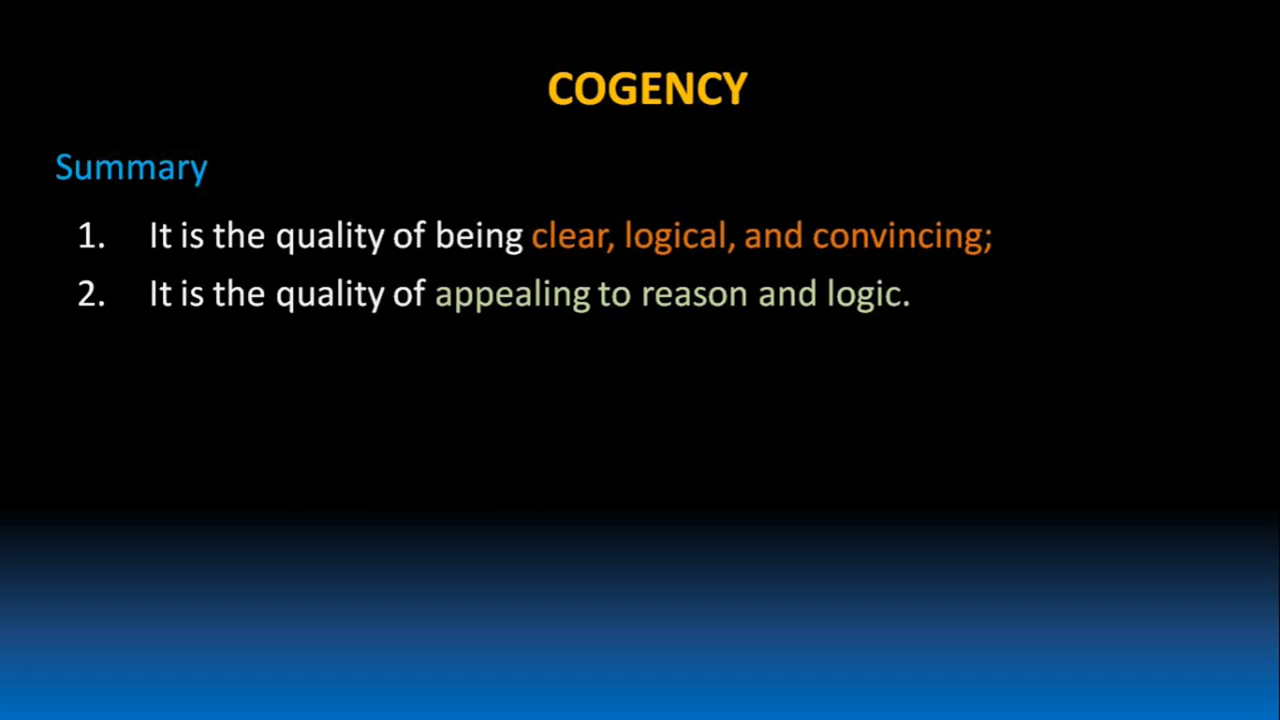 COGENCY
Summary
1. It is the quality of being clear, logical, and convincing;
2. It is the quality of appealing to reason and logic.